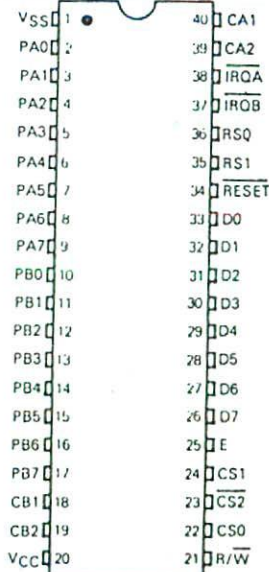 VSS 1 40 CA1
PA0 2 39 CA2
PA1 3 38 IRQA
PA2 4 37 IRQB
PA3 5 36 RS0
PA4 6 35 RS1
PA5 7 34 RESET
PA6 8 33 D0
PA7 9 32 D1
PB0 10 31 D2
PB1 11 30 D3
PB2 12 29 D4
PB3 13 28 D5
PB4 14 27 D6
PB5 15 26 D7
PB6 16 25 E
PB7 17 24 CS1
CB1 18 23 CS2
CB2 19 22 CS0
VCC 20 21 R/W